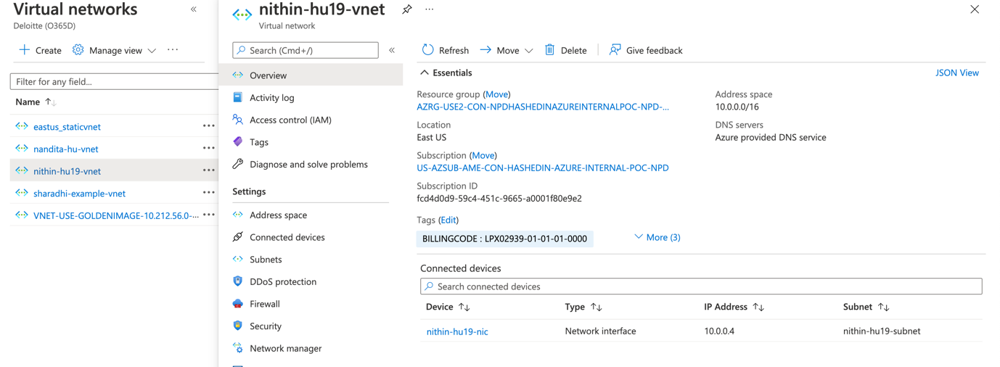 Virtual networks
Deloitte (O365D)
Create
Manage view
Filter for any field...
Name
eastus_staticvnet
nandita-hu-vnet
nithin-hu19-vnet
sharadhi-example-vnet
VNET-USE-GOLDENIMAGE-10.212.56.0-...
nithin-hu19-vnet
Virtual network
Search (Cmd+/)
Overview
Activity log
Access control (IAM)
Tags
Diagnose and solve problems
Settings
Address space
Connected devices
Subnets
DDoS protection
Firewall
Security
Network manager
Refresh
Move
Delete
Give feedback
Essentials
JSON View
Resource group (Move)
AZRG-USE2-CON-NPDHASHEDINAZUREINTERNALPOC-NPD-...
Location
East US
Subscription (Move)
US-AZSUB-AME-CON-HASHEDIN-AZURE-INTERNAL-POC-NPD
Subscription ID
fcd4d0d9-59c4-451c-9665-a0001f80e9e2
Address space
10.0.0.0/16
DNS servers
Azure provided DNS service
Tags (Edit)
BILLINGCODE : LPX02939-01-01-01-0000
More (3)
Connected devices
Search connected devices
Device Type IP Address Subnet
nithin-hu19-nic Network interface 10.0.0.4 nithin-hu19-subnet